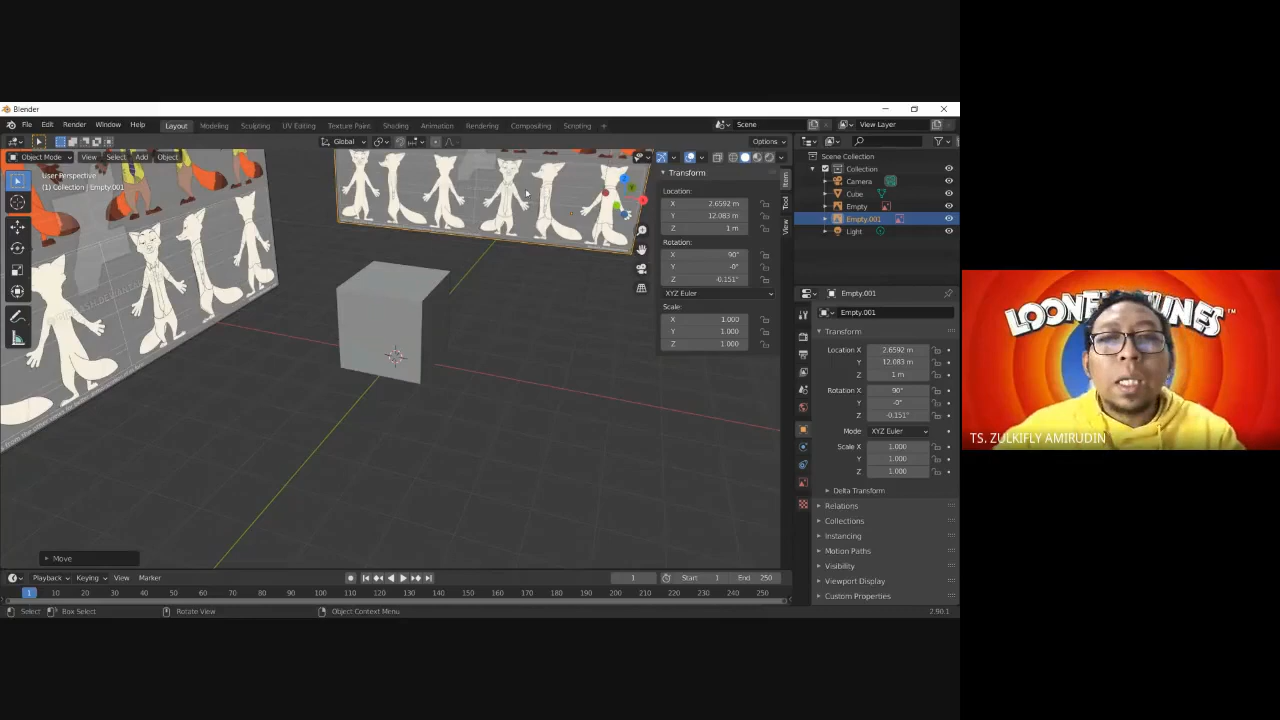 Blender
File Edit Render Window Help Layout Modeling Sculpting UV Editing Texture Paint Shading Animation Rendering Compositing Scripting + Scene View Layer
Global Options
Object Mode View Select Add Object
User Perspective
(1) Collection | Empty.001
Transform
Location:
X 2.6592 m
Y 12.083 m
Z 1 m
Rotation:
X 90°
Y -0°
Z -0.151°
XYZ Euler
Scale:
X 1.000
Y 1.000
Z 1.000
Item
Tool
View
Scene Collection
Collection
Camera
Cube
Empty
Empty.001
Light
Empty.001
Empty.001
Transform
Location X 2.6592 m
Y 12.083 m
Z 1 m
Rotation X 90°
Y -0°
Z -0.151°
Mode XYZ Euler
Scale X 1.000
Y 1.000
Z 1.000
Delta Transform
Relations
Collections
Instancing
Motion Paths
Visibility
Viewport Display
Custom Properties
Move
Playback Keying View Marker 1 Start 1 End 250
1 10 20 30 40 50 60 70 80 90 100 110 120 130 140 150 160 170 180 190 200 210 220 230 240 250
Select Box Select Rotate View Object Context Menu 2.90.1
LOONEY TUNES
TM
TS. ZULKIFLY AMIRUDIN